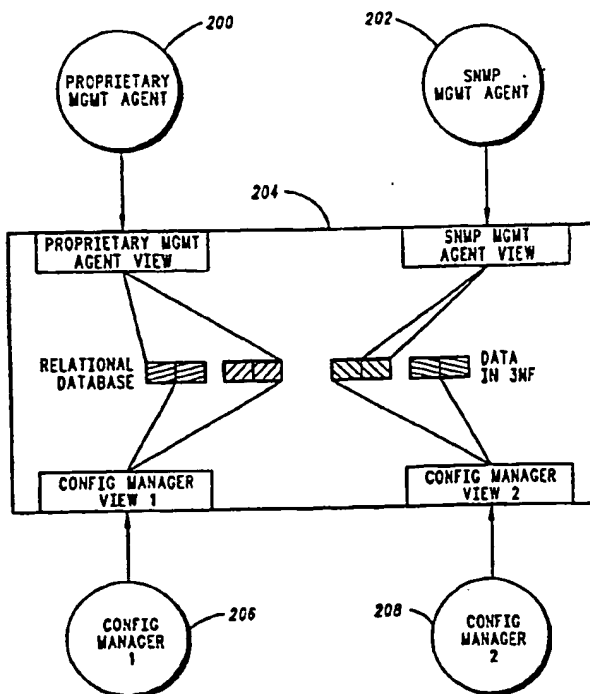 200
202
PROPRIETARY
MGMT AGENT
SNMP
MGMT AGENT
204
PROPRIETARY MGMT
AGENT VIEW
SNMP MGMT
AGENT VIEW
RELATIONAL
DATABASE
DATA
IN 3NF
CONFIG MANAGER
VIEW 1
CONFIG MANAGER
VIEW 2
206
208
CONFIG
MANAGER
1
CONFIG
MANAGER
2